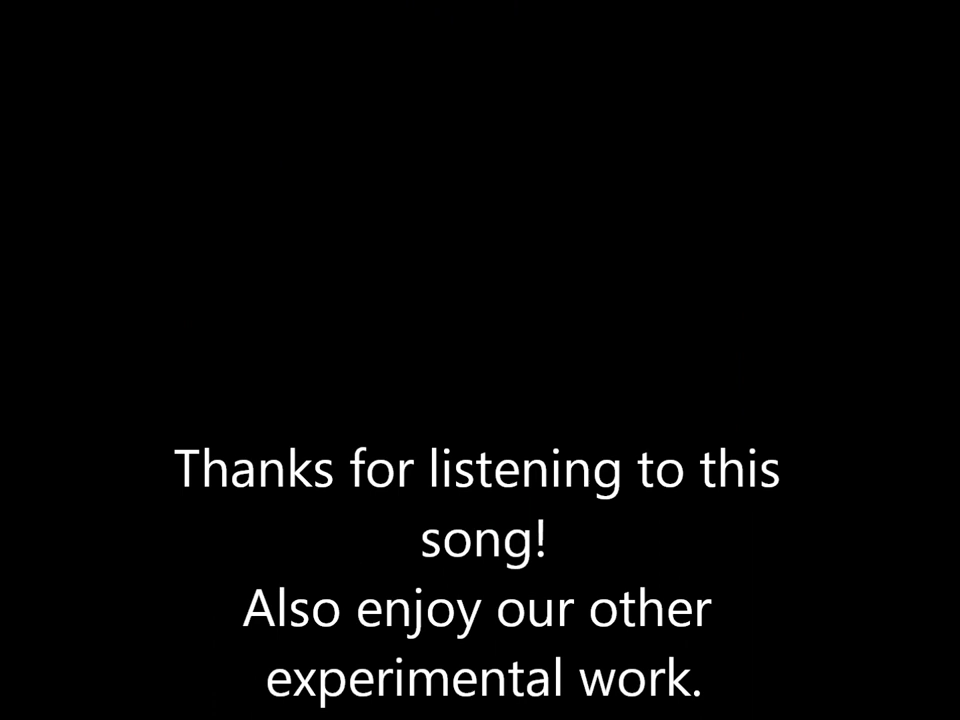 Thanks for listening to this
song!
Also enjoy our other
experimental work.